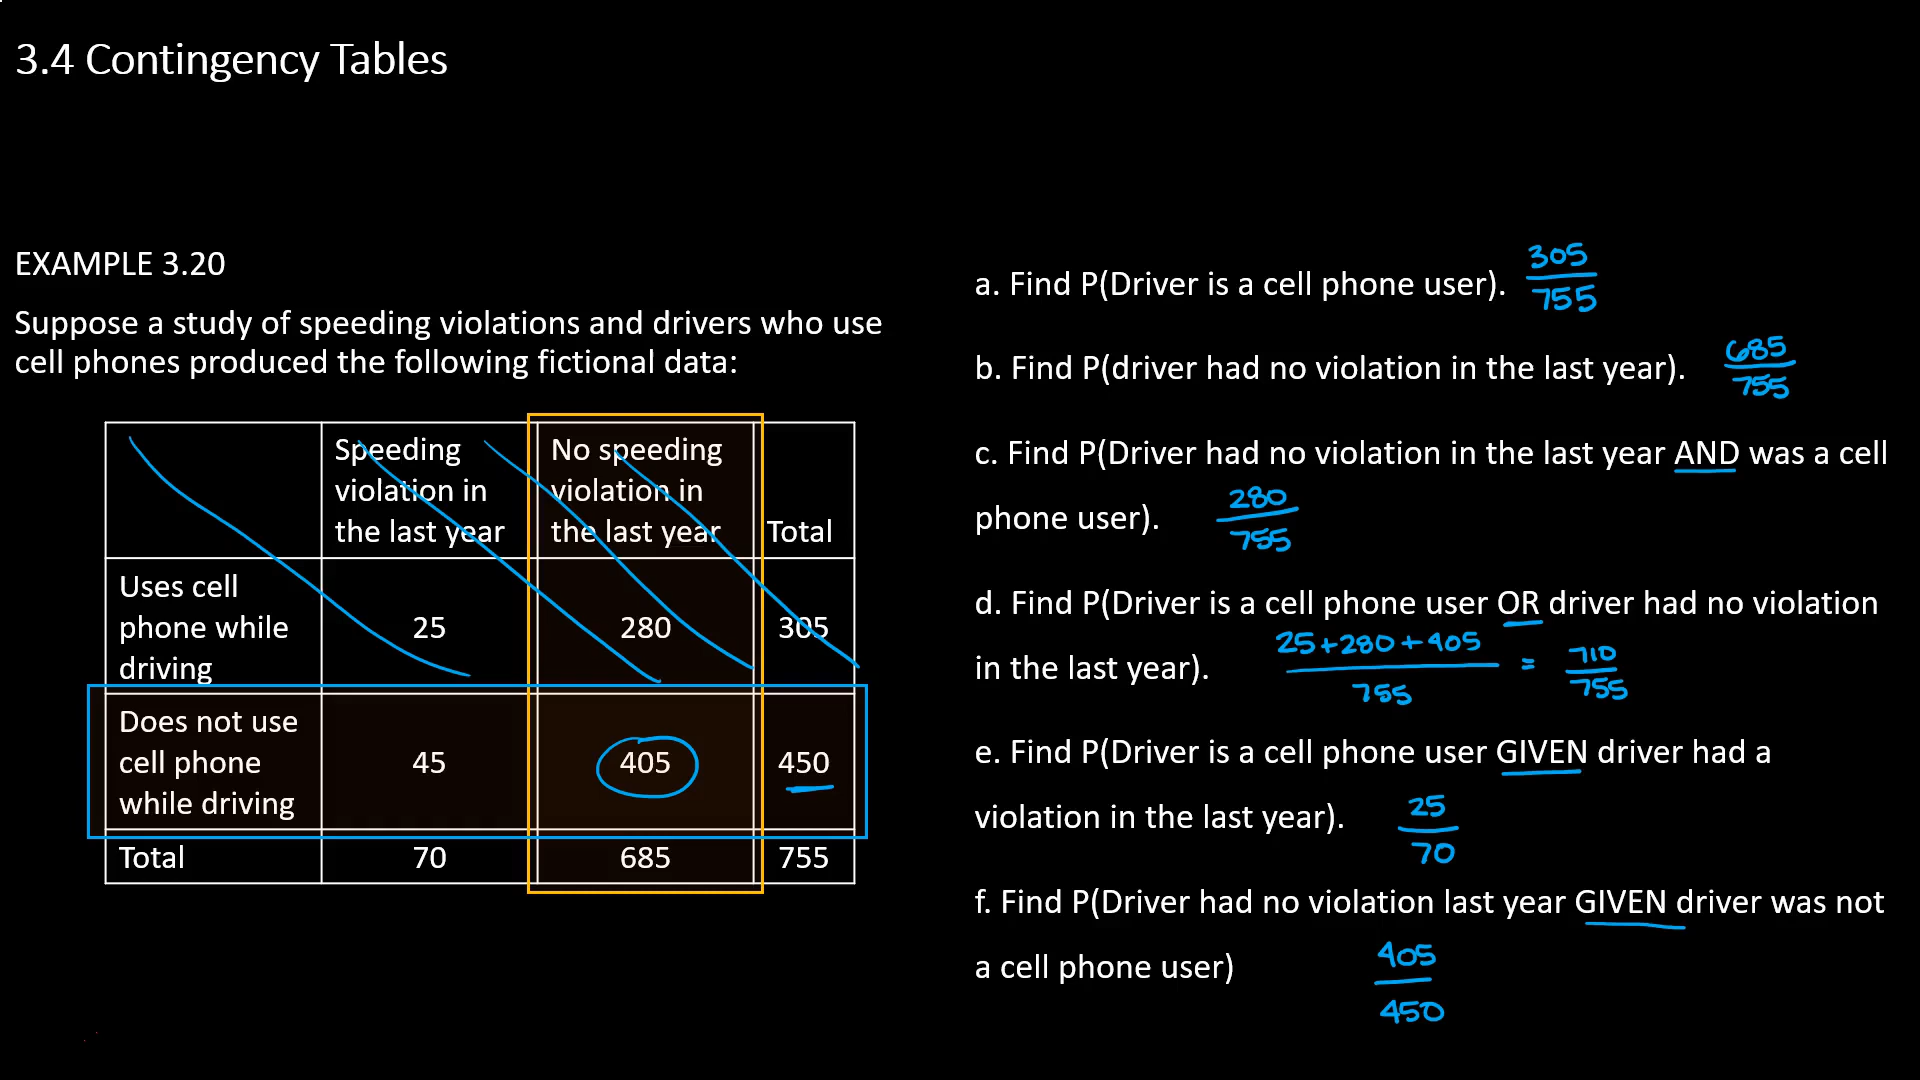 3.4 Contingency Tables
EXAMPLE 3.20
Suppose a study of speeding violations and drivers who use
cell phones produced the following fictional data:
Speeding
violation in
the last year
No speeding
violation in
the last year
Total
Uses cell
phone while
driving
25
280
305
Does not use
cell phone
while driving
45
405
450
Total
70
685
755
a. Find P(Driver is a cell phone user).
305
755
b. Find P(driver had no violation in the last year).
685
755
c. Find P(Driver had no violation in the last year AND was a cell
phone user).
280
755
d. Find P(Driver is a cell phone user OR driver had no violation
in the last year).
25+280+405
755
=
710
755
e. Find P(Driver is a cell phone user GIVEN driver had a
violation in the last year).
25
70
f. Find P(Driver had no violation last year GIVEN driver was not
a cell phone user)
405
450